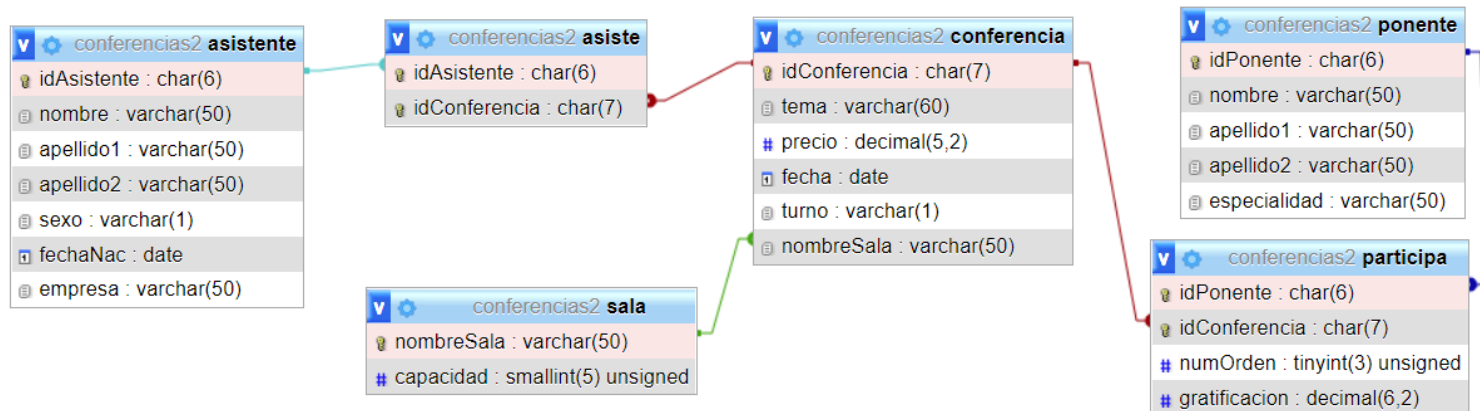 v conferencias2 asistente
idAsistente : char(6)
nombre : varchar(50)
apellido1 : varchar(50)
apellido2 : varchar(50)
sexo : varchar(1)
# fechaNac : date
empresa : varchar(50)
v conferencias2 asiste
idAsistente : char(6)
idConferencia : char(7)
v conferencias2 sala
nombreSala : varchar(50)
# capacidad : smallint(5) unsigned
v conferencias2 conferencia
idConferencia : char(7)
tema : varchar(60)
# precio : decimal(5,2)
fecha : date
turno : varchar(1)
nombreSala : varchar(50)
v conferencias2 ponente
idPonente : char(6)
nombre : varchar(50)
apellido1 : varchar(50)
apellido2 : varchar(50)
especialidad : varchar(50)
v conferencias2 participa
idPonente : char(6)
idConferencia : char(7)
# numOrden : tinyint(3) unsigned
# gratificacion : decimal(6,2)